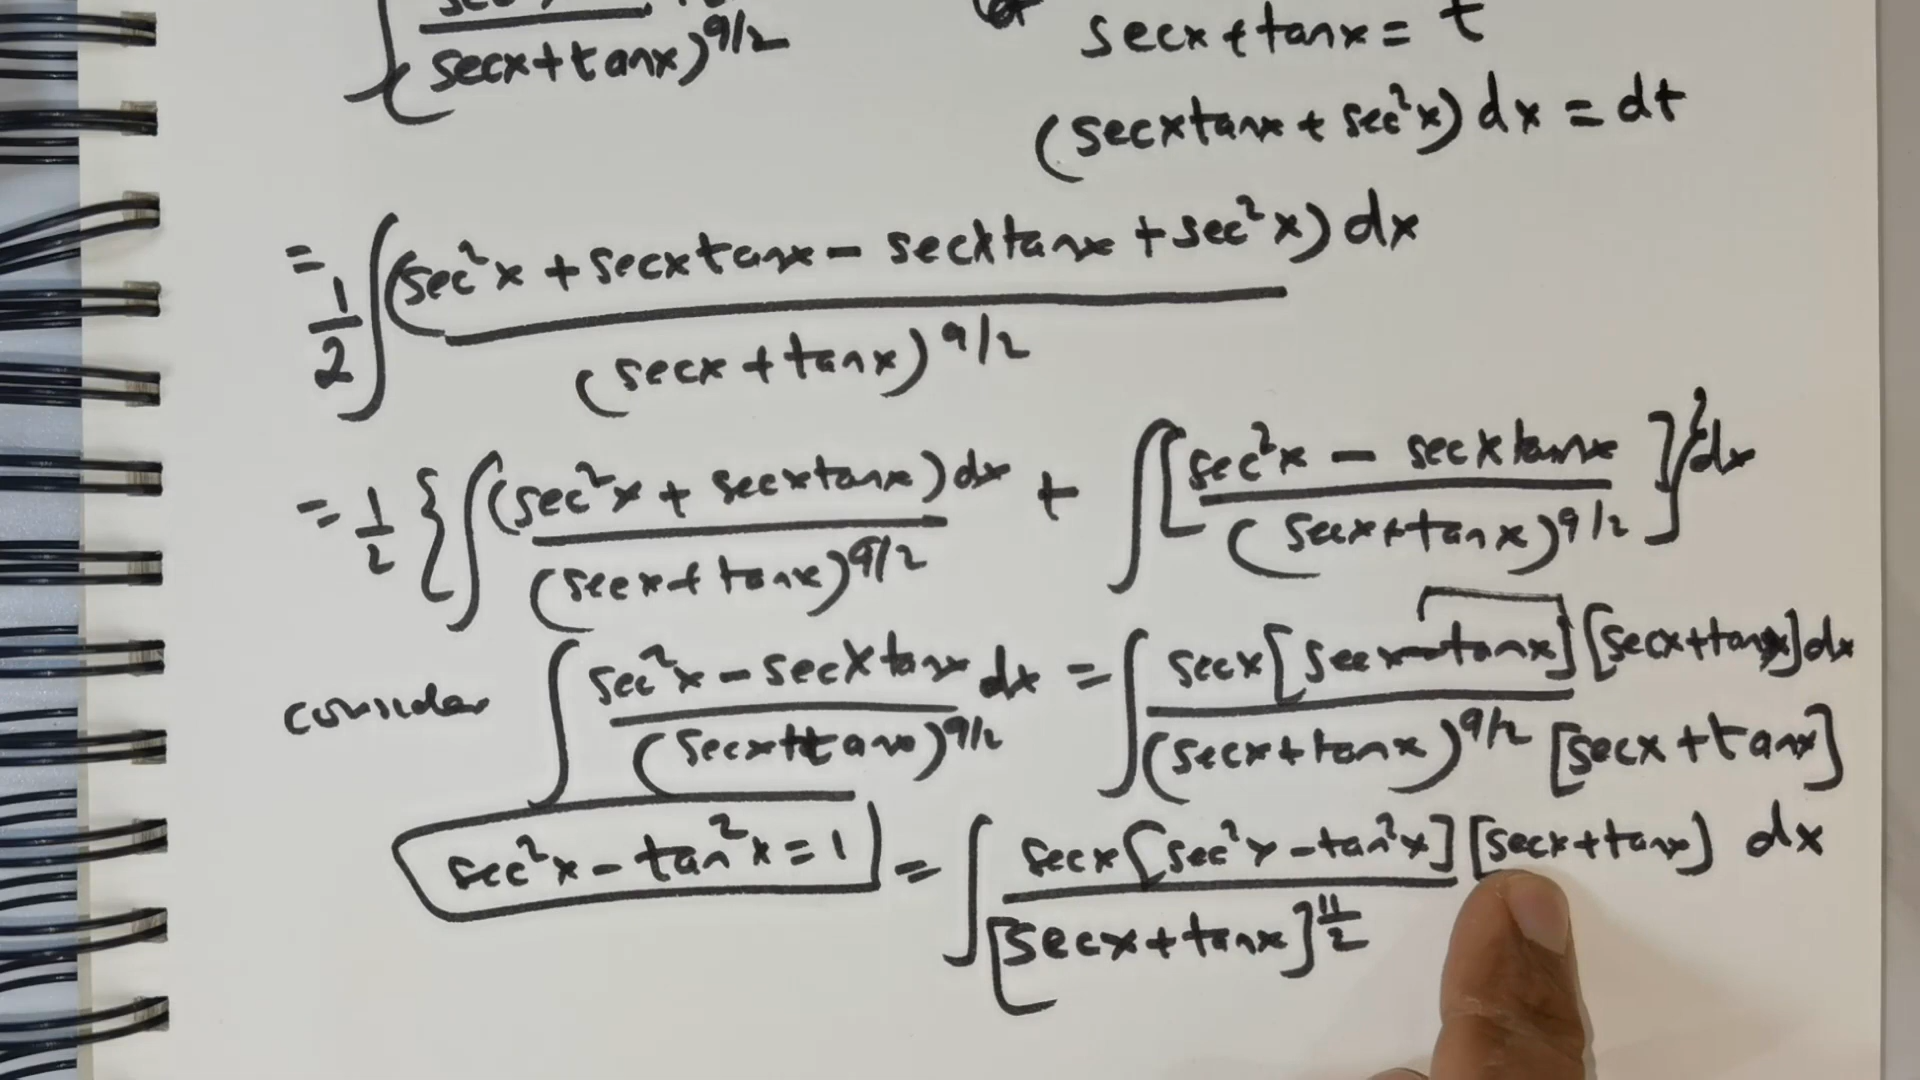 (secx+tanx)^9/2
secx+tanx = t
(secxtanx + sec²x) dx = dt
= 1/2 ∫ (sec²x + secxtanx - secxtanx + sec²x) dx / (secx + tanx)^9/2
= 1/2 { ∫ (sec²x + secxtanx) dx / (secx + tanx)^9/2 + ∫ [ sec²x - secxtanx / (secx+tanx)^9/2 ] } dx
consider ∫ sec²x - secxtanx dx / (secx+tanx)^9/2 = ∫ secx [secx-tanx] [secx+tanx] dx / (secx+tanx)^9/2 [secx+tanx]
sec²x - tan²x = 1 = ∫ secx [sec²x - tan²x] [secx+tanx) dx / [secx+tanx]^11/2